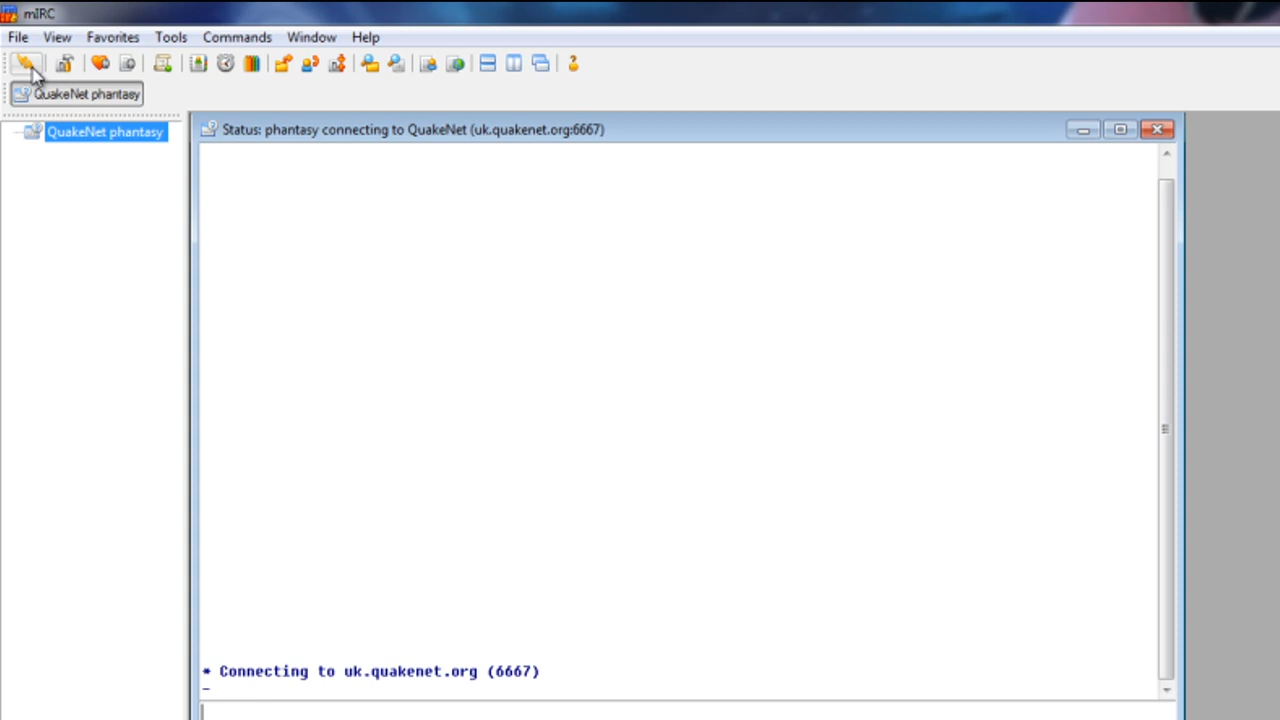 mIRC
File View Favorites Tools Commands Window Help
QuakeNet phantasy
QuakeNet phantasy
Status: phantasy connecting to QuakeNet (uk.quakenet.org:6667)
* Connecting to uk.quakenet.org (6667)
-